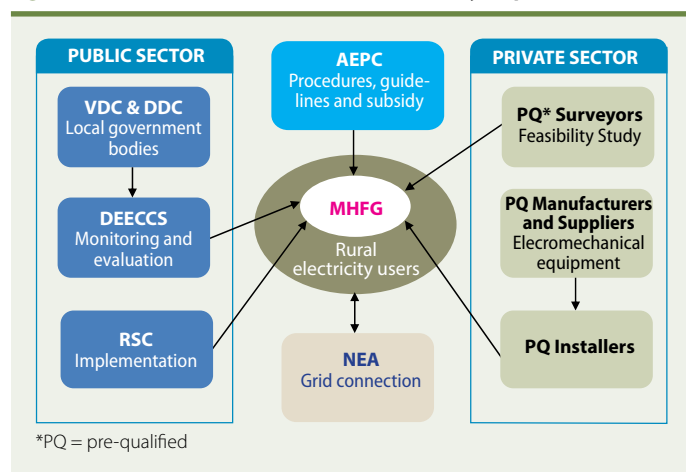 PUBLIC SECTOR
VDC & DDC
Local government
bodies
DEECCS
Monitoring and
evaluation
RSC
Implementation
AEPC
Procedures, guide-
lines and subsidy
MHFG
Rural
electricity users
NEA
Grid connection
PRIVATE SECTOR
PQ* Surveyors
Feasibility Study
PQ Manufacturers
and Suppliers
Elecromechanical
equipment
PQ Installers
*PQ = pre-qualified